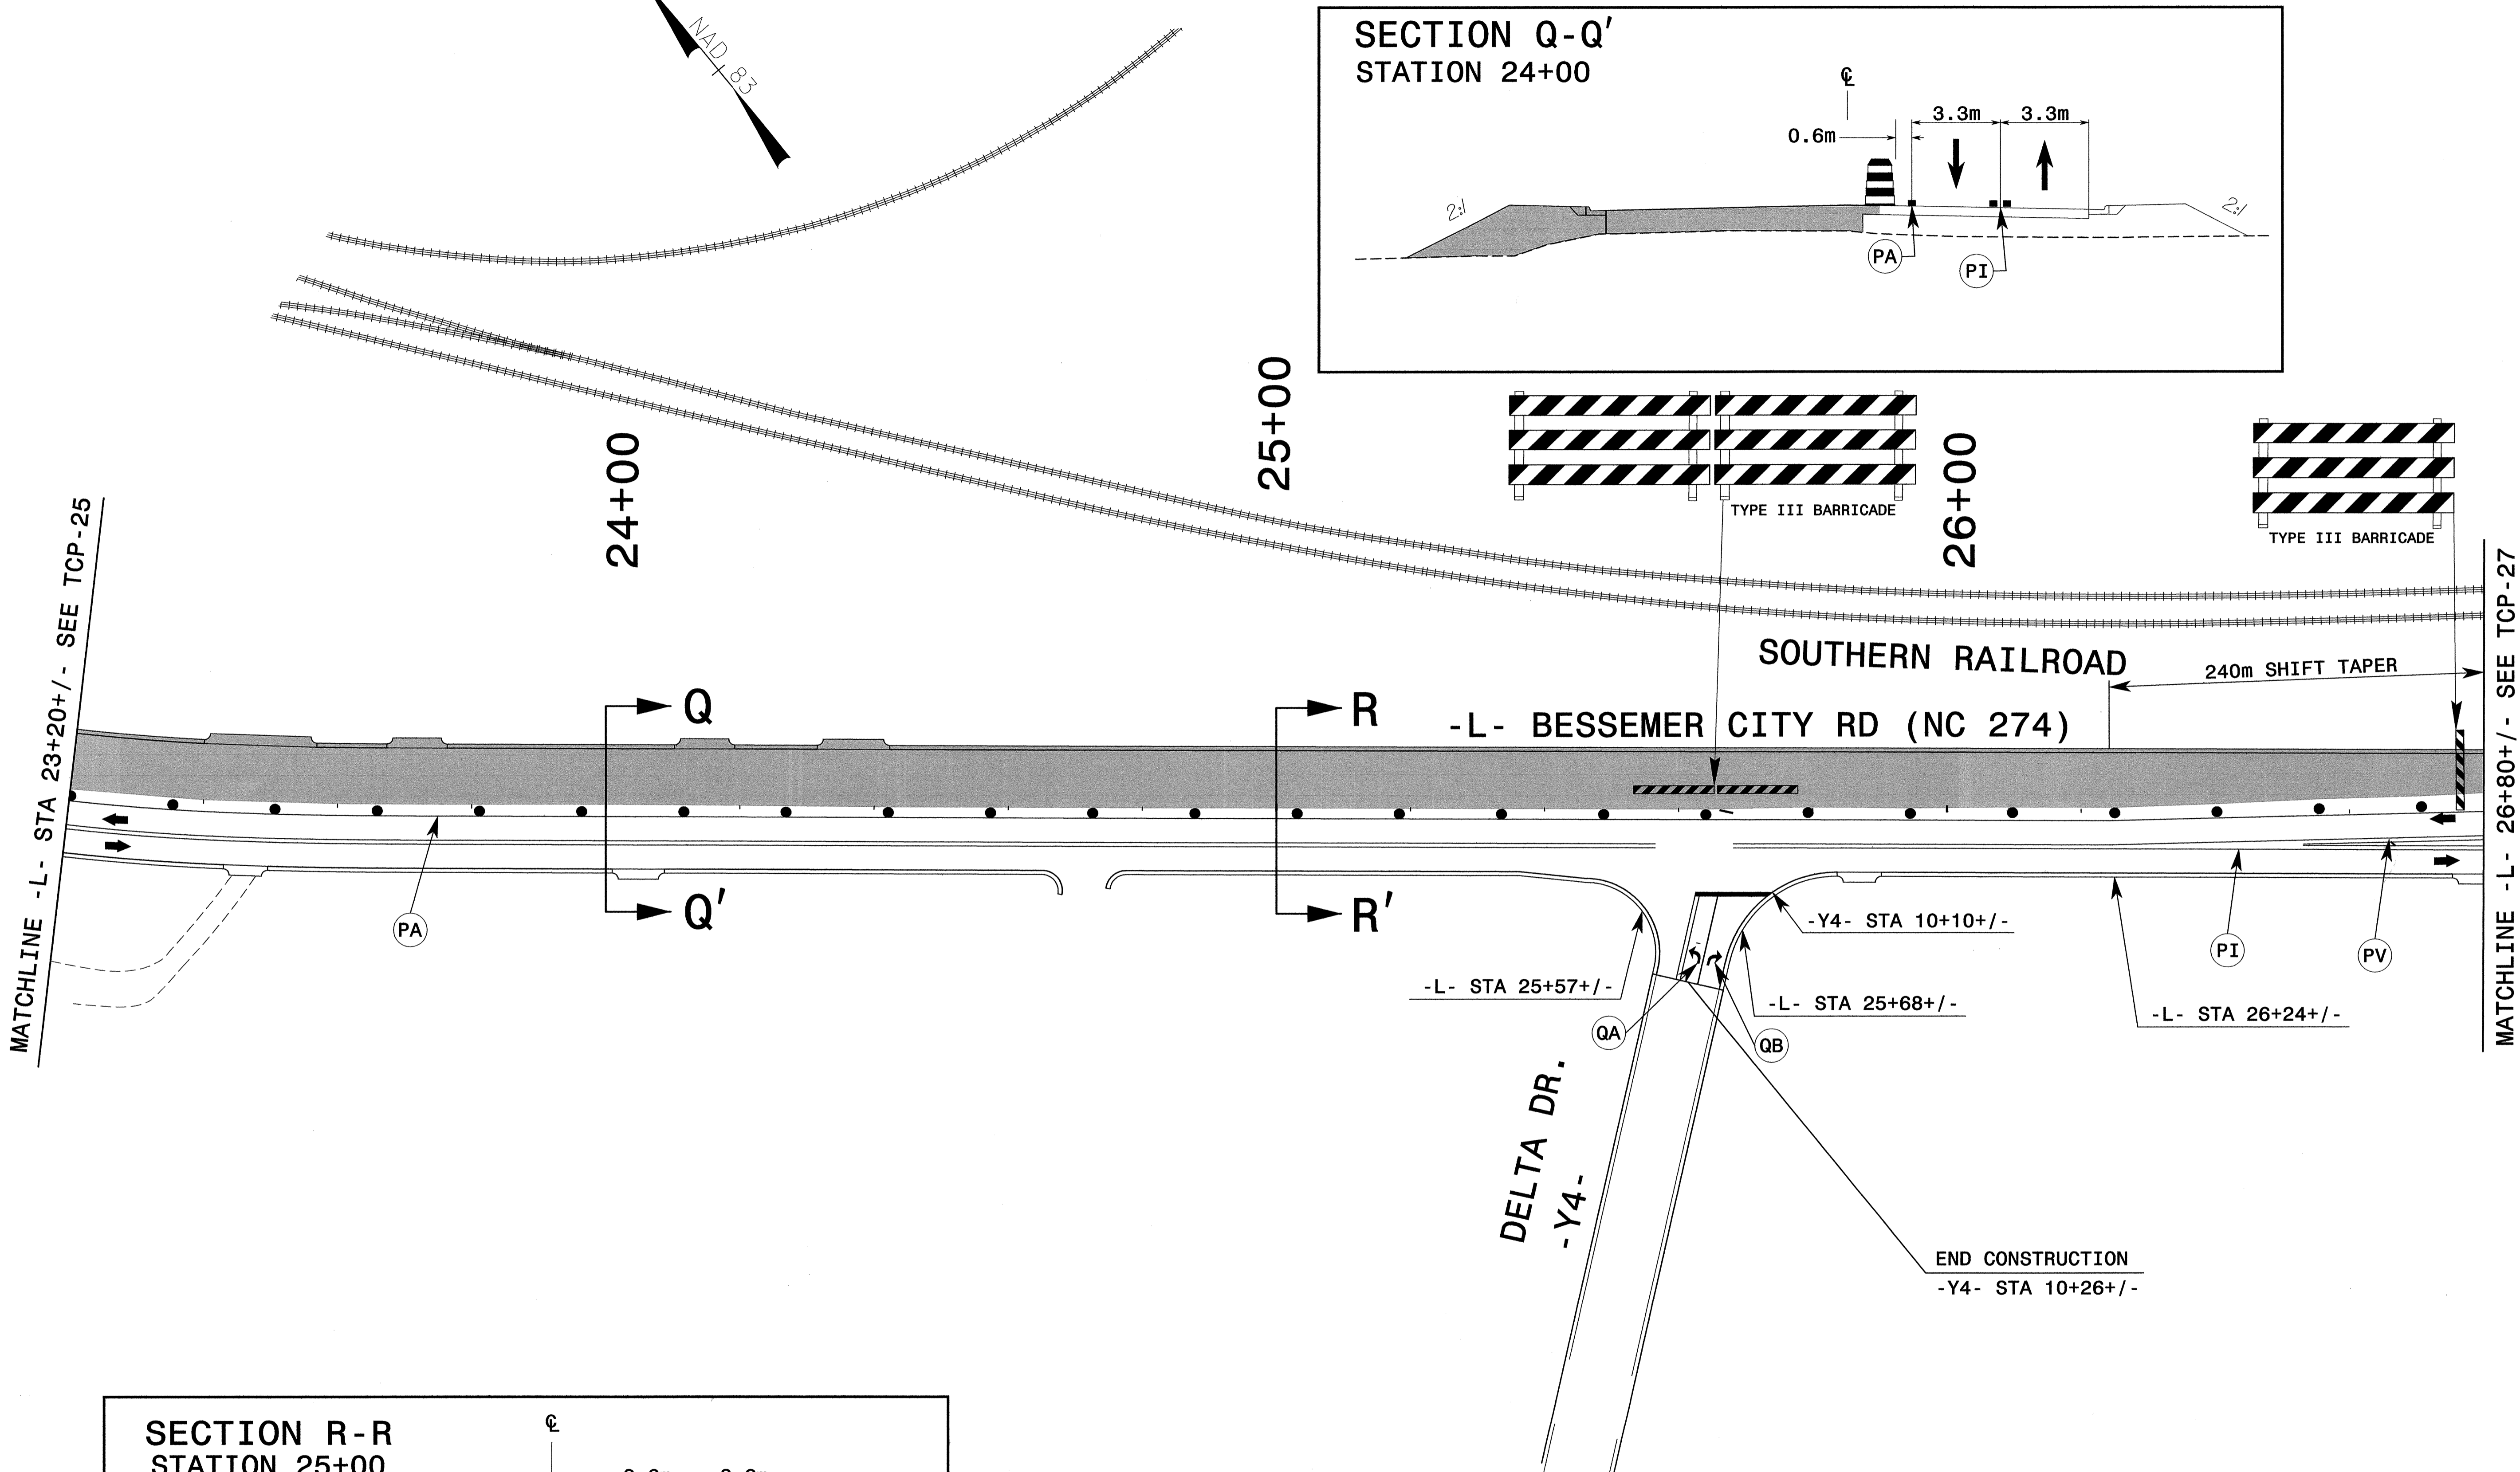 NAD 83
SECTION Q-Q'
STATION 24+00
℄
3.3m 3.3m
0.6m
2:1
2:1
PA
PI
24+00
25+00
26+00
TYPE III BARRICADE
TYPE III BARRICADE
MATCHLINE -L- STA 23+20+/- SEE TCP-25
MATCHLINE -L- 26+80+/- SEE TCP-27
SOUTHERN RAILROAD
240m SHIFT TAPER
Q
R
-L- BESSEMER CITY RD (NC 274)
Q'
R'
PA
-Y4- STA 10+10+/-
PI
PV
-L- STA 25+57+/-
-L- STA 25+68+/-
-L- STA 26+24+/-
QA
QB
DELTA DR.
-Y4-
END CONSTRUCTION
-Y4- STA 10+26+/-
SECTION R-R
STATION 25+00
℄